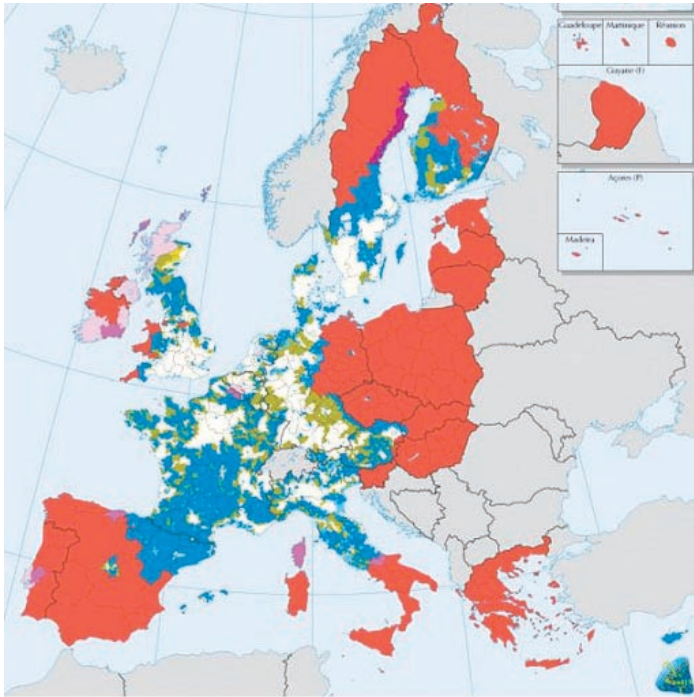 Guadeloupe
Martinique
Réunion
Guyane (F)
Açores (P)
Madeira